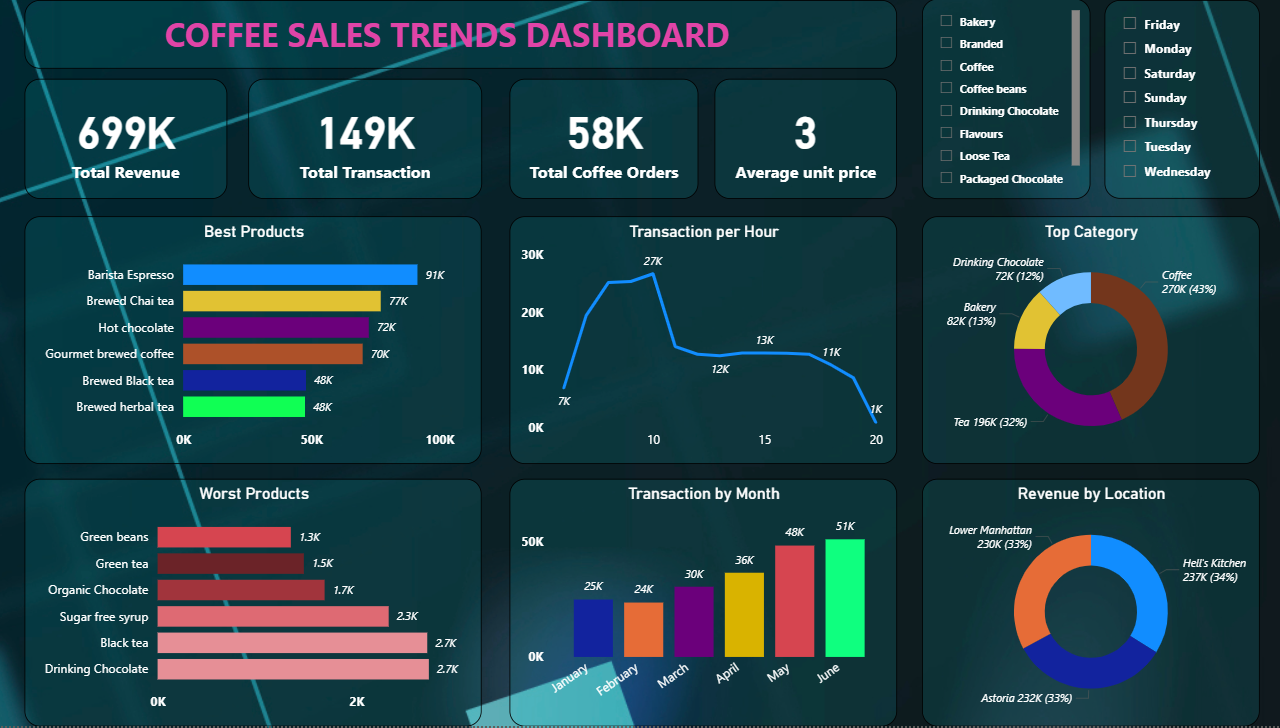 COFFEE SALES TRENDS DASHBOARD
Bakery
Branded
Coffee
Coffee beans
Drinking Chocolate
Flavours
Loose Tea
Packaged Chocolate
Friday
Monday
Saturday
Sunday
Thursday
Tuesday
Wednesday
699K
Total Revenue
149K
Total Transaction
58K
Total Coffee Orders
3
Average unit price
Best Products
Barista Espresso 91K
Brewed Chai tea 77K
Hot chocolate 72K
Gourmet brewed coffee 70K
Brewed Black tea 48K
Brewed herbal tea 48K
0K 50K 100K
Transaction per Hour
30K
20K
10K
0K
7K
27K
12K
13K
11K
1K
10 15 20
Top Category
Drinking Chocolate
72K (12%)
Coffee
270K (43%)
Bakery
82K (13%)
Tea 196K (32%)
Worst Products
Green beans 1.3K
Green tea 1.5K
Organic Chocolate 1.7K
Sugar free syrup 2.3K
Black tea 2.7K
Drinking Chocolate 2.7K
0K 2K
Transaction by Month
50K
0K
25K 24K 30K 36K 48K 51K
January February March April May June
Revenue by Location
Lower Manhattan
230K (33%)
Hell's Kitchen
237K (34%)
Astoria 232K (33%)